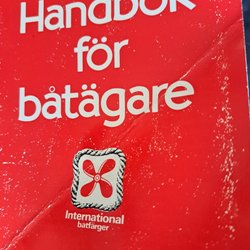 Handbok
för
båtägare
International
båtfärger